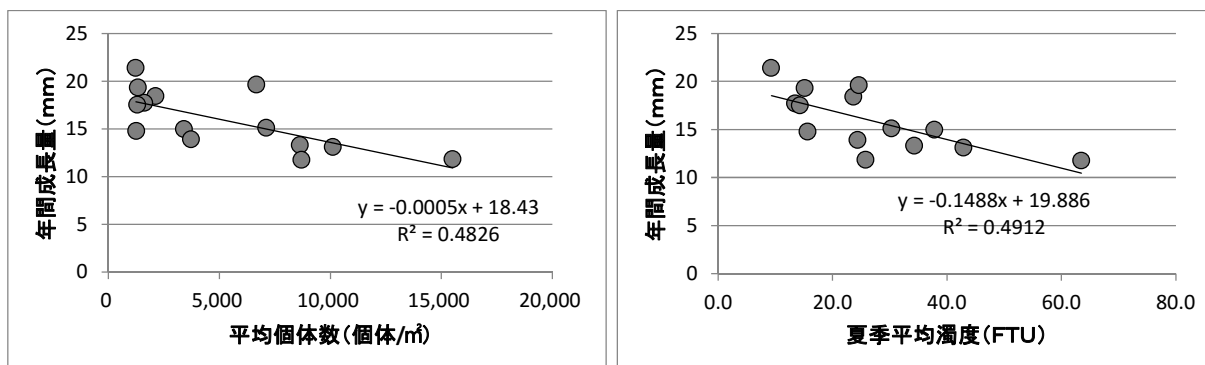 25
20
15
10
5
0
年間成長量(mm)
y = -0.0005x + 18.43
R² = 0.4826
0
5,000
10,000
15,000
20,000
平均個体数(個体/㎡)
25
20
15
10
5
0
年間成長量(mm)
y = -0.1488x + 19.886
R² = 0.4912
0.0
20.0
40.0
60.0
80.0
夏季平均濁度(FTU)